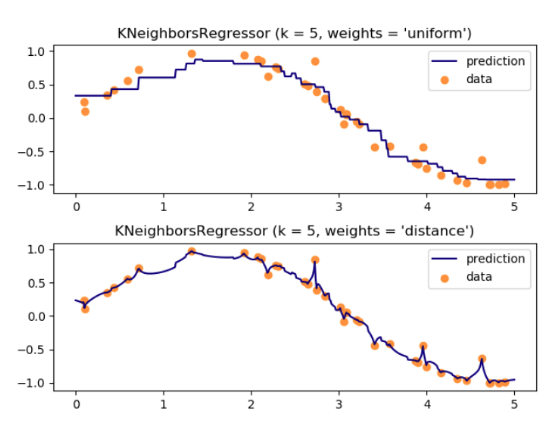 KNeighborsRegressor (k = 5, weights = 'uniform')
1.0
0.5
0.0
−0.5
−1.0
prediction
data
0 1 2 3 4 5
KNeighborsRegressor (k = 5, weights = 'distance')
1.0
0.5
0.0
−0.5
−1.0
prediction
data
0 1 2 3 4 5